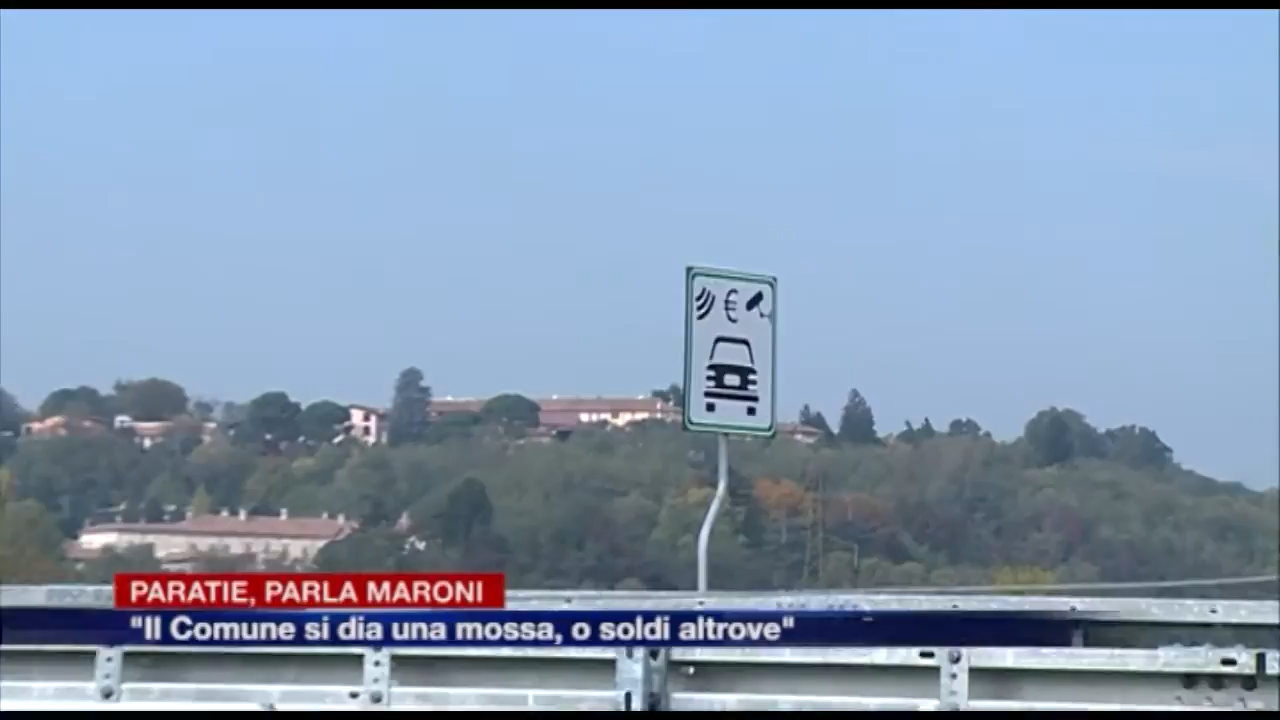 €
PARATIE, PARLA MARONI
"Il Comune si dia una mossa, o soldi altrove"